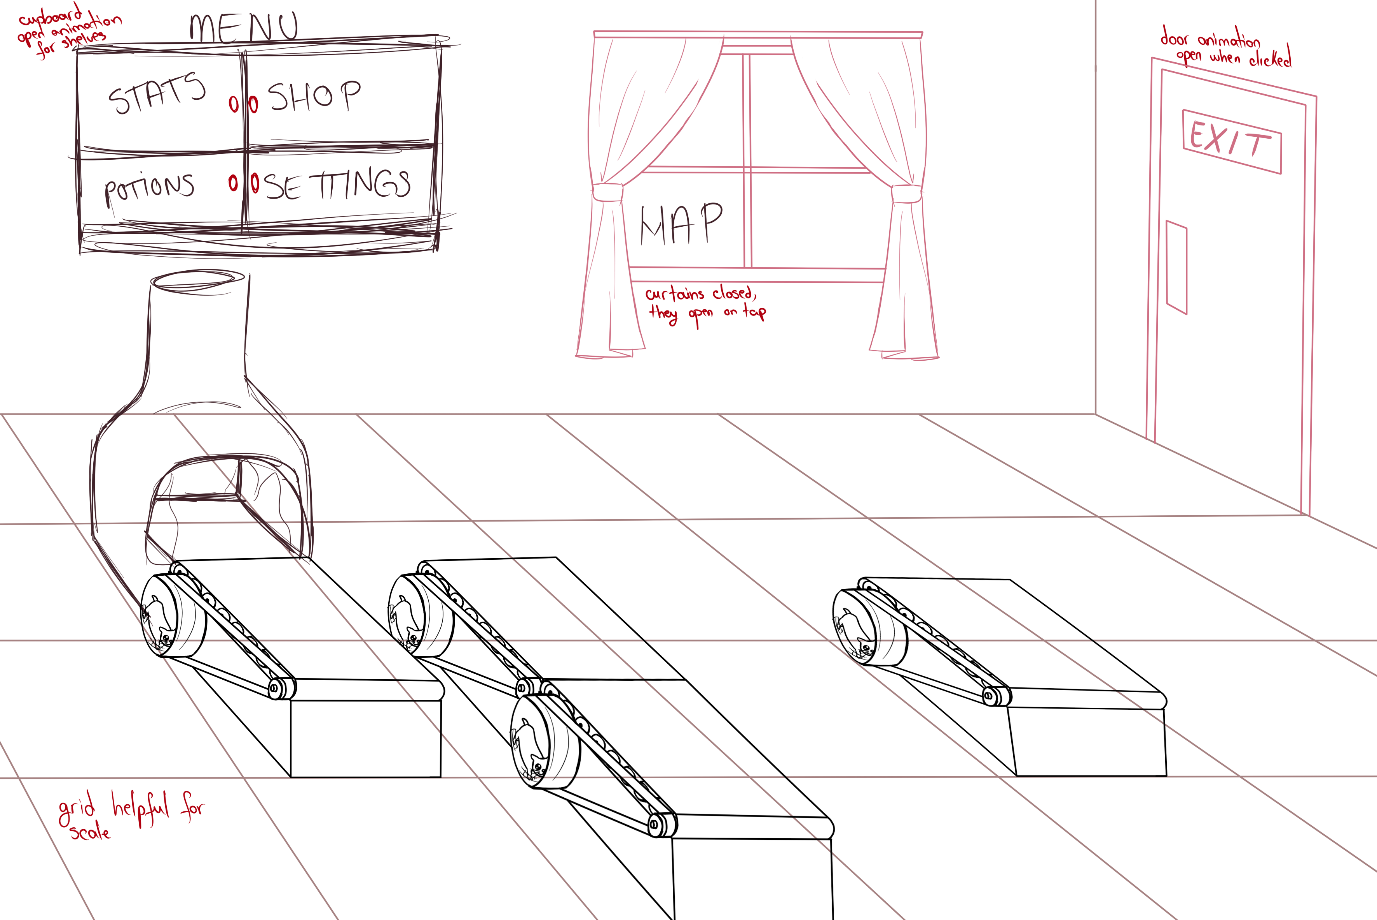 cupboard
open animation
for shelves
MENU
STATS
SHOP
POTIONS
SETTINGS
MAP
curtains closed,
they open on tap
door animation
open when clicked
EXIT
grid helpful for
scale